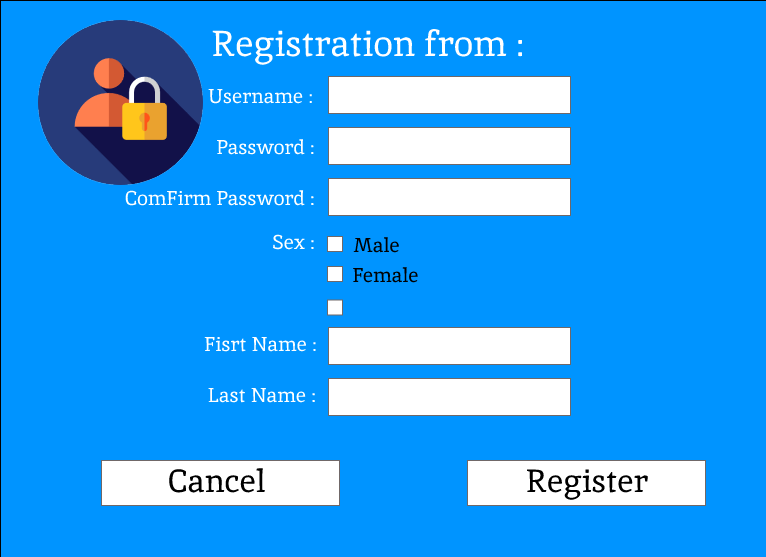 Registration from :
Username :
Password :
ComFirm Password :
Sex :
Male
Female
Fisrt Name :
Last Name :
Cancel
Register